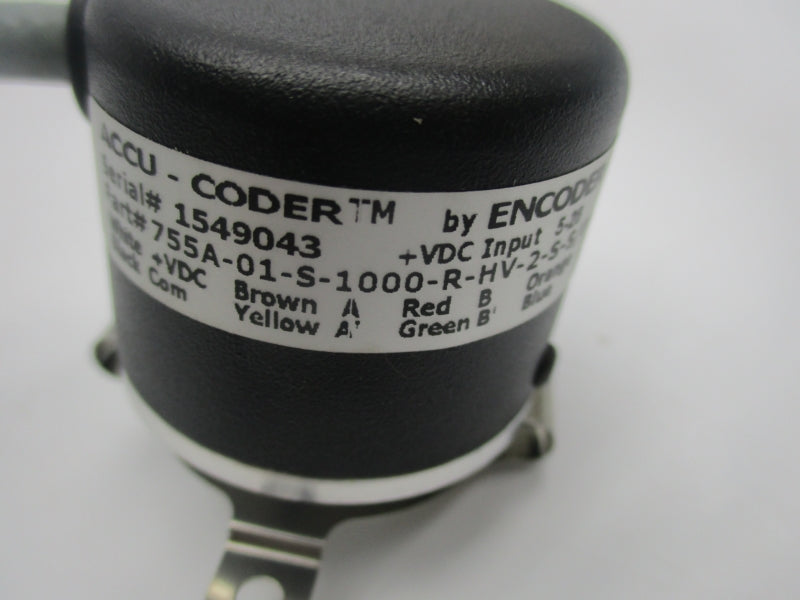 ACCU - CODER™ by ENCODER
Serial# 1549043 +VDC Input
Part# 755A-01-S-1000-R-HV-2-S-S
White +VDC Brown A Red B Orange
Black Com Yellow A' Green B' Blue